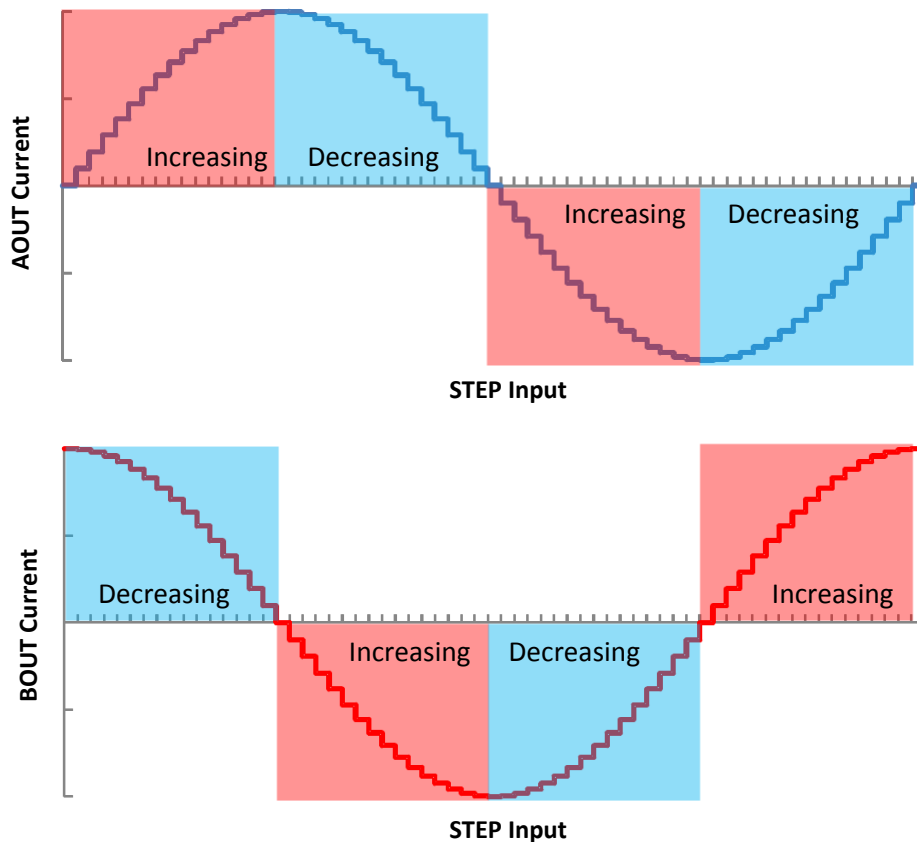 AOUT Current
Increasing
Decreasing
Increasing
Decreasing
STEP Input
BOUT Current
Decreasing
Increasing
Increasing
Decreasing
STEP Input